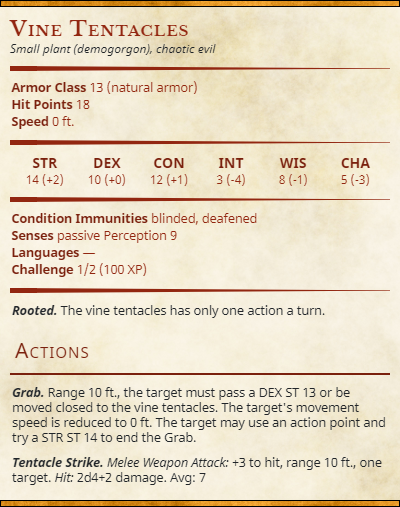 Vine Tentacles
Small plant (demogorgon), chaotic evil
Armor Class 13 (natural armor)
Hit Points 18
Speed 0 ft.
STR DEX CON INT WIS CHA
14 (+2) 10 (+0) 12 (+1) 3 (-4) 8 (-1) 5 (-3)
Condition Immunities blinded, deafened
Senses passive Perception 9
Languages —
Challenge 1/2 (100 XP)
Rooted. The vine tentacles has only one action a turn.
Actions
Grab. Range 10 ft., the target must pass a DEX ST 13 or be
moved closed to the vine tentacles. The target's movement
speed is reduced to 0 ft. The target may use an action point and
try a STR ST 14 to end the Grab.
Tentacle Strike. Melee Weapon Attack: +3 to hit, range 10 ft., one
target. Hit: 2d4+2 damage. Avg: 7